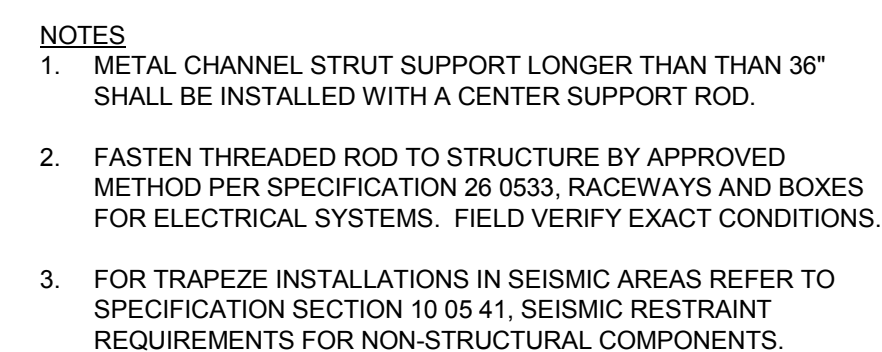 NOTES
1. METAL CHANNEL STRUT SUPPORT LONGER THAN THAN 36"
SHALL BE INSTALLED WITH A CENTER SUPPORT ROD.
2. FASTEN THREADED ROD TO STRUCTURE BY APPROVED
METHOD PER SPECIFICATION 26 0533, RACEWAYS AND BOXES
FOR ELECTRICAL SYSTEMS. FIELD VERIFY EXACT CONDITIONS.
3. FOR TRAPEZE INSTALLATIONS IN SEISMIC AREAS REFER TO
SPECIFICATION SECTION 10 05 41, SEISMIC RESTRAINT
REQUIREMENTS FOR NON-STRUCTURAL COMPONENTS.